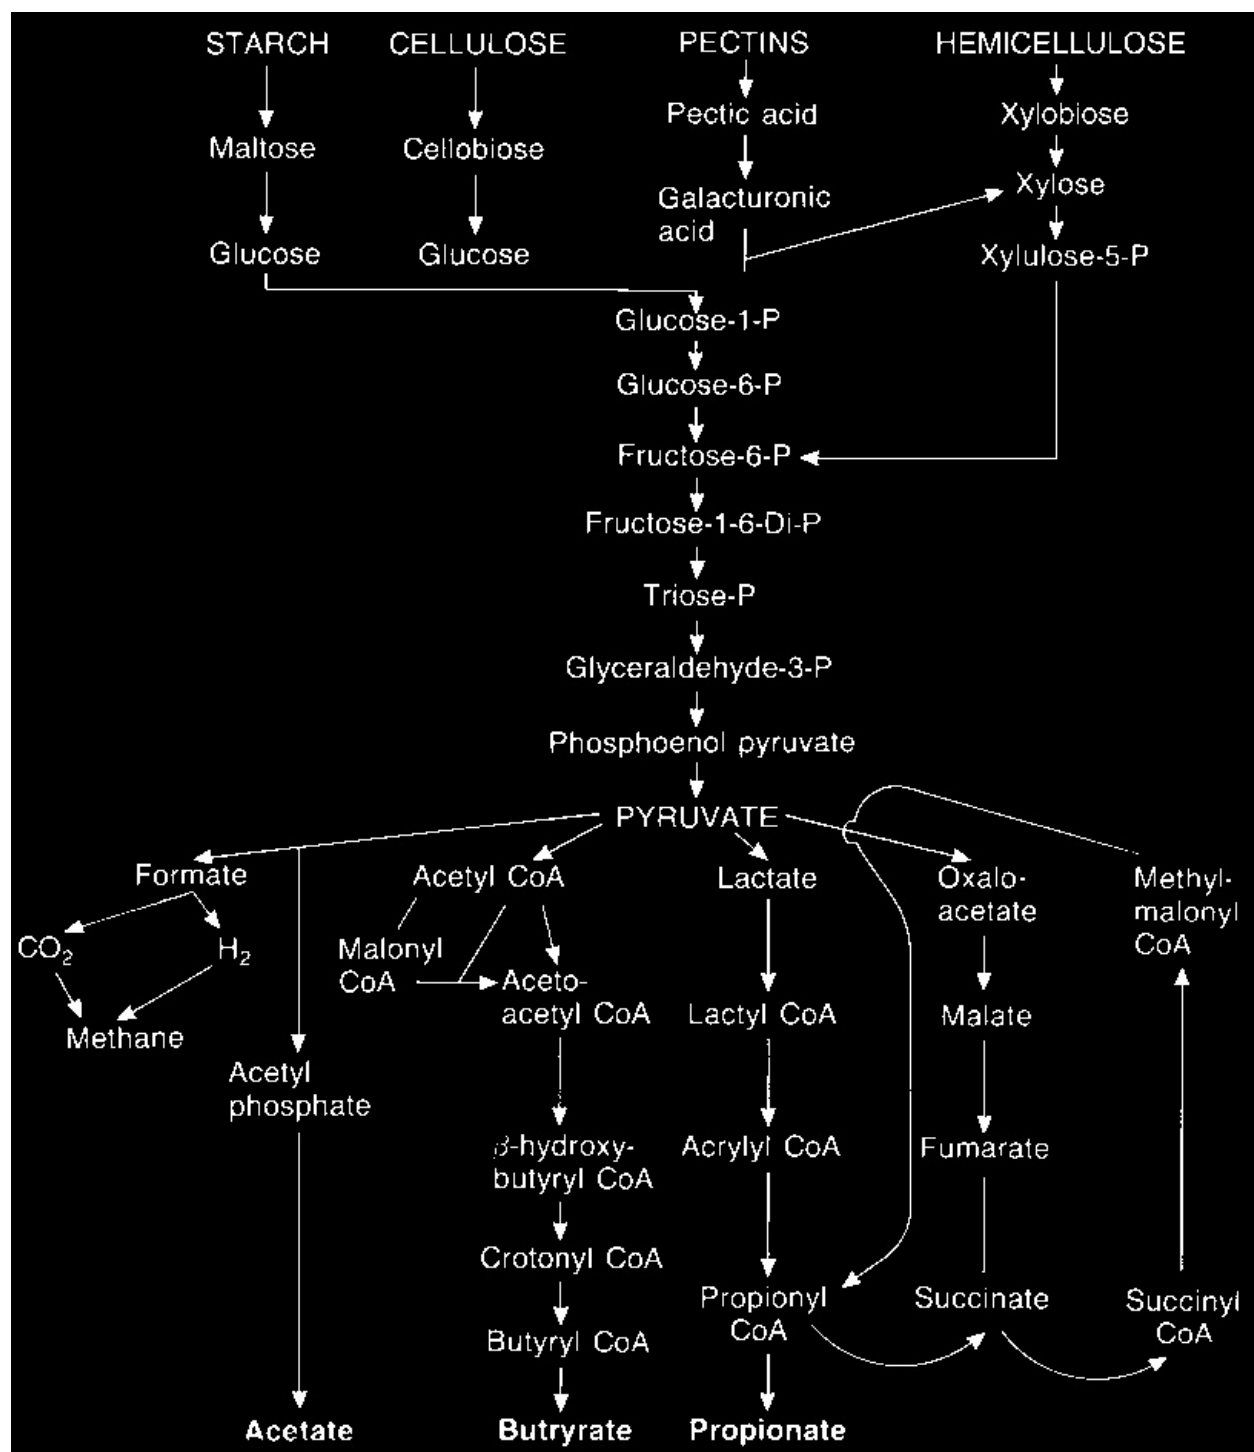 STARCH CELLULOSE PECTINS HEMICELLULOSE
Pectic acid Xylobiose
Maltose Cellobiose
Xylose
Galacturonic
acid
Glucose Glucose Xylulose-5-P
Glucose-1-P
Glucose-6-P
Fructose-6-P
Fructose-1-6-Di-P
Triose-P
Glyceraldehyde-3-P
Phosphoenol pyruvate
PYRUVATE
Formate Acetyl CoA Lactate Oxalo-
acetate
Methyl-
malonyl
CoA
CO₂ H₂
Malonyl
CoA
Aceto-
acetyl CoA
Lactyl CoA Malate
Methane
Acetyl
phosphate
β-hydroxy-
butyryl CoA
Acrylyl CoA Fumarate
Crotonyl CoA
Propionyl
CoA
Succinate
Succinyl
CoA
Butyryl CoA
Acetate Butryrate Propionate